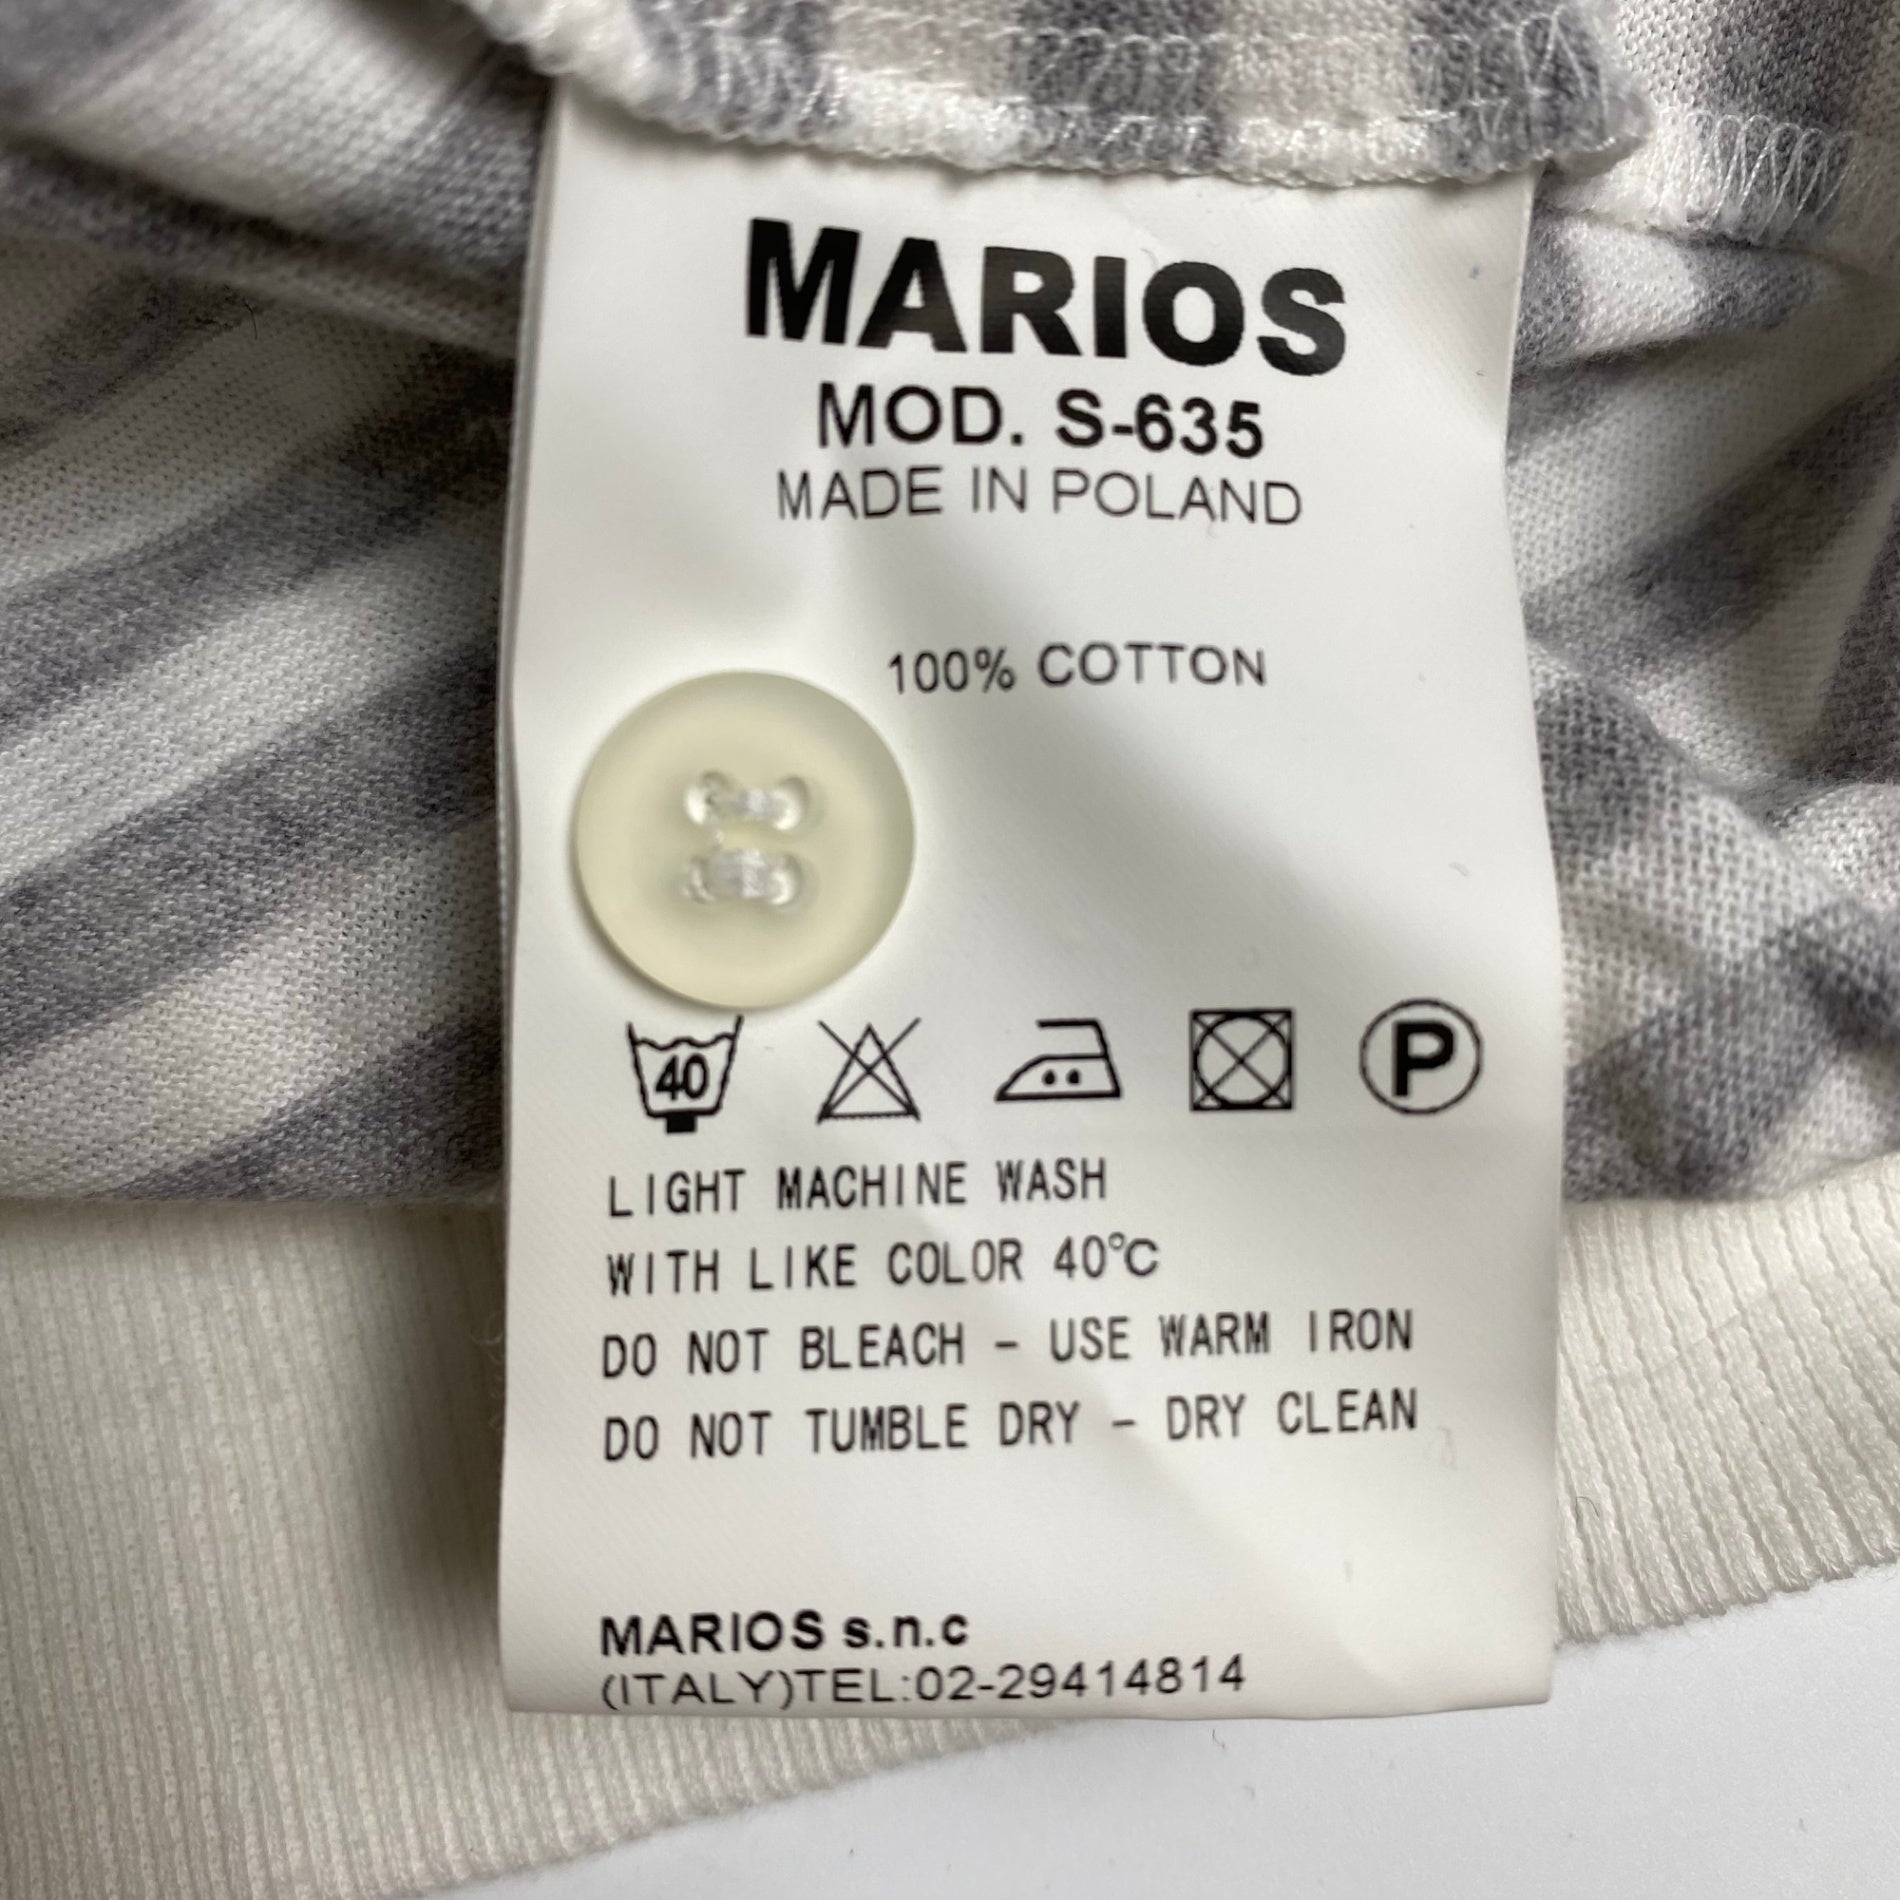 MARIOS
MOD. S-635
MADE IN POLAND
100% COTTON
40 P
LIGHT MACHINE WASH
WITH LIKE COLOR 40°C
DO NOT BLEACH - USE WARM IRON
DO NOT TUMBLE DRY - DRY CLEAN
MARIOS s.n.c
(ITALY)TEL:02-29414814